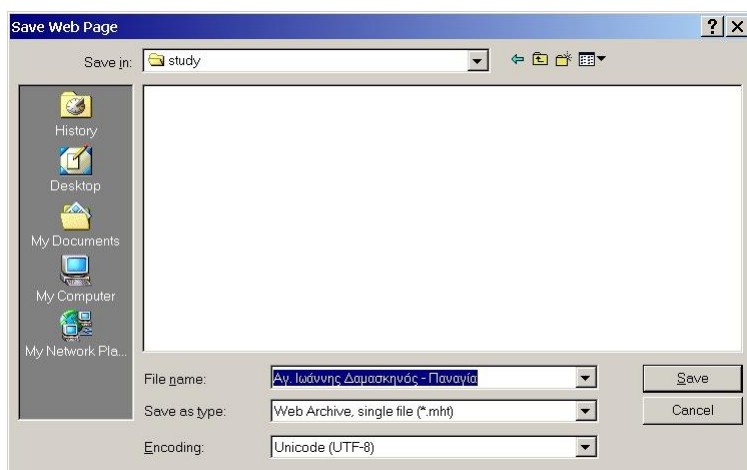 Save Web Page
Save in: study
History
Desktop
My Documents
My Computer
My Network Pla...
File name: Αγ. Ιωάννης Δαμασκηνός - Παναγία Save
Save as type: Web Archive, single file (*.mht) Cancel
Encoding: Unicode (UTF-8)